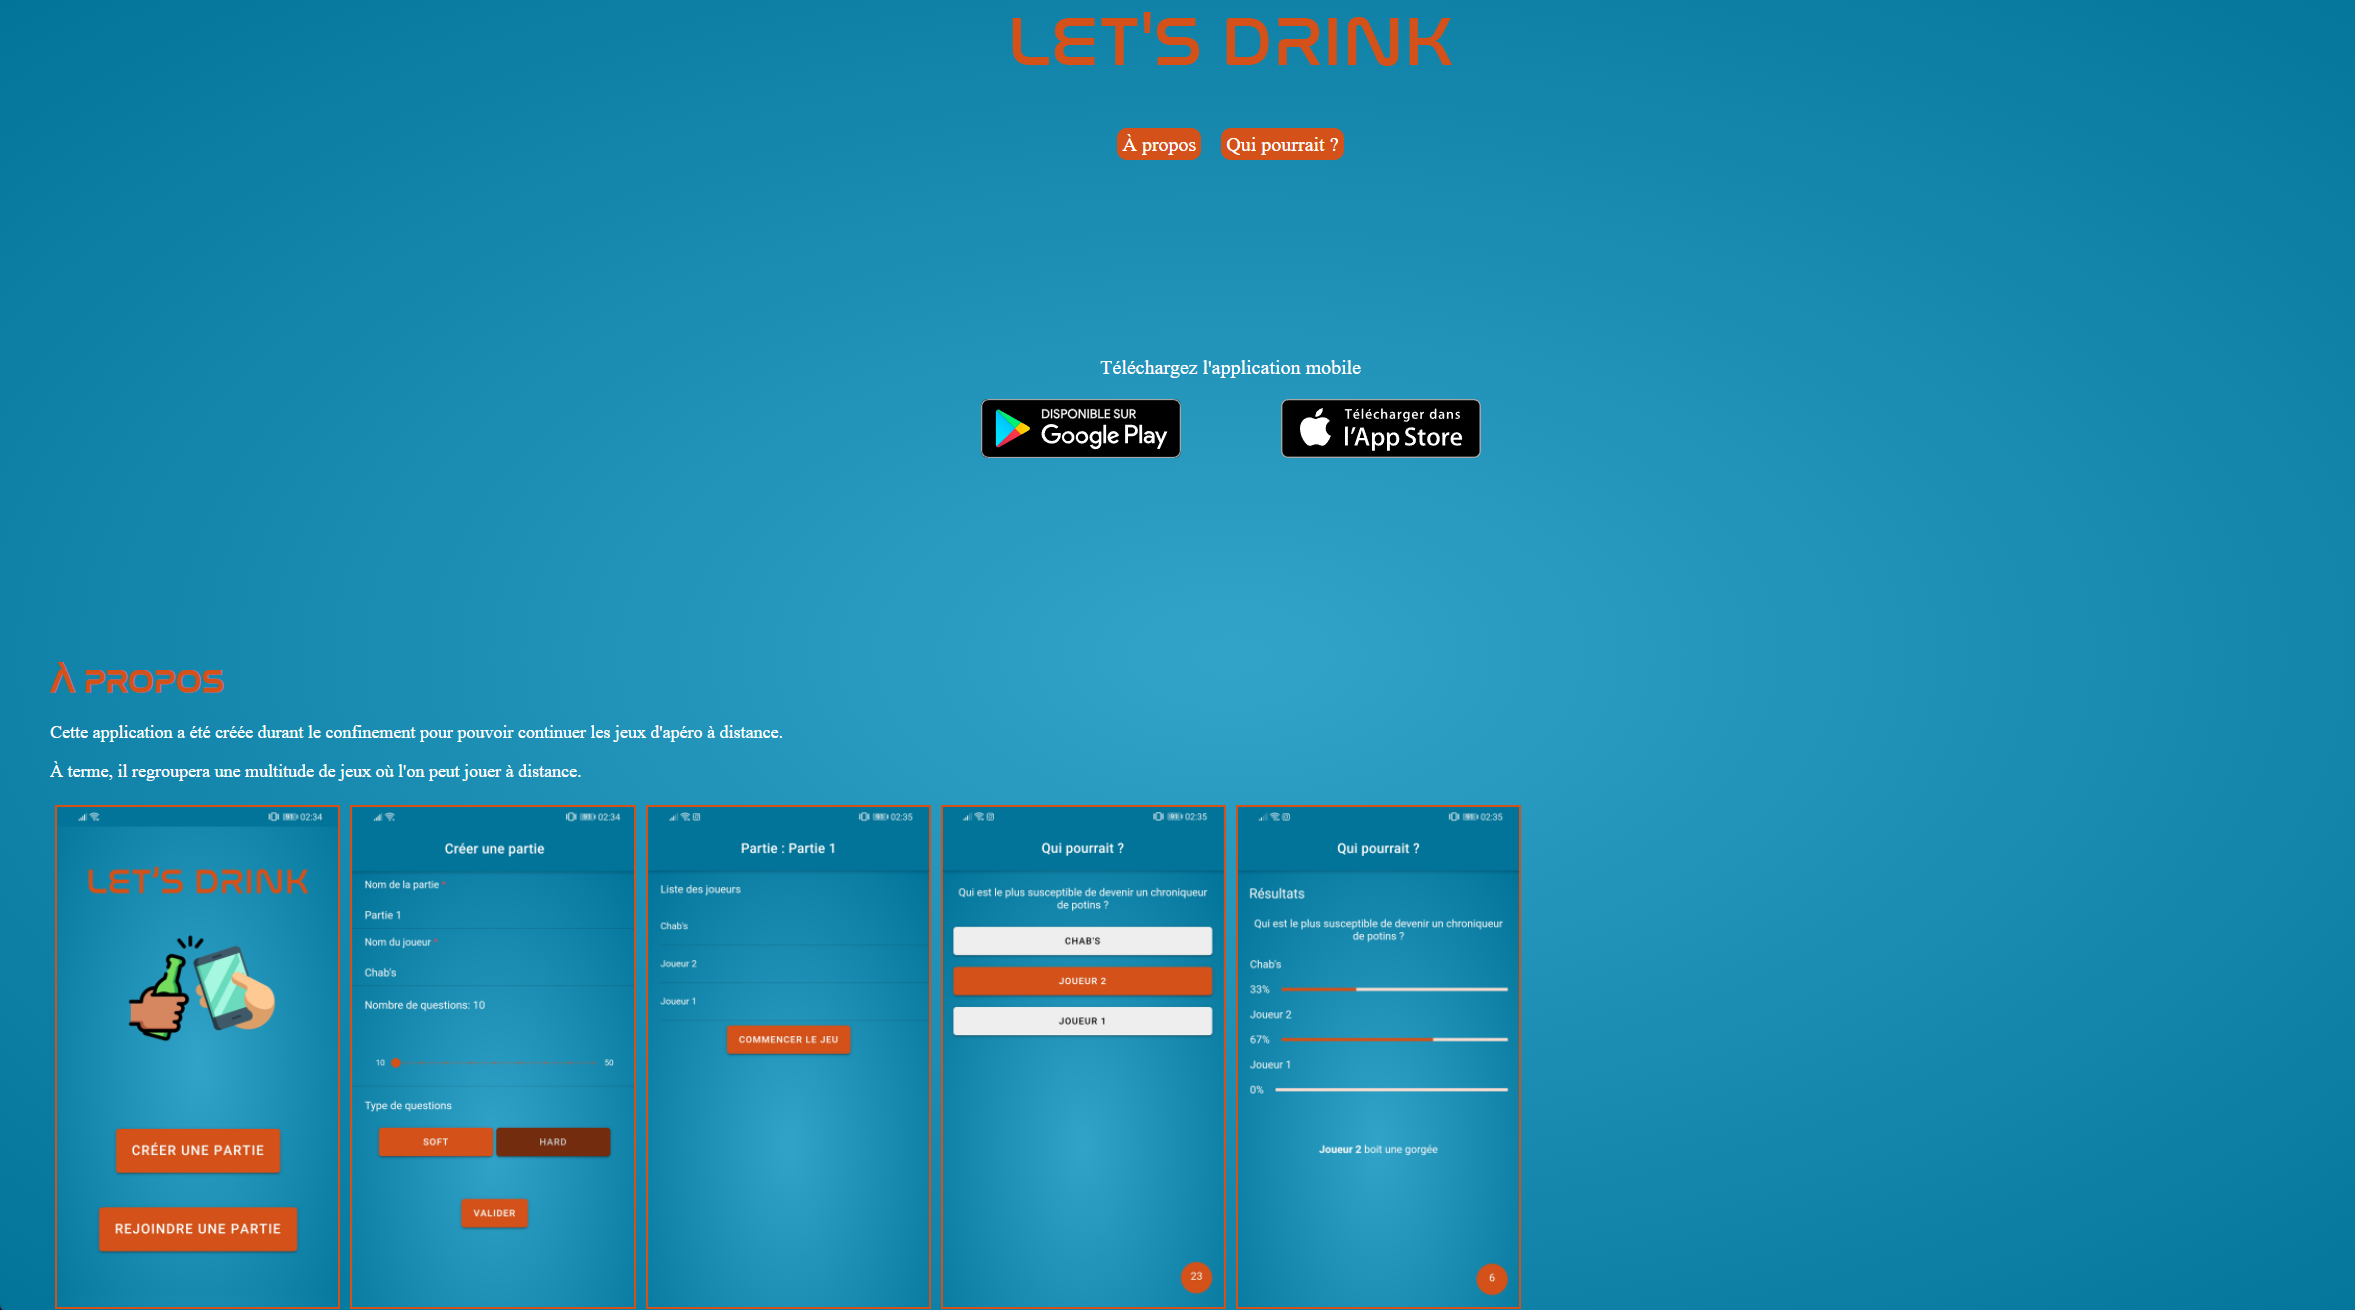 LET'S DRINK
À propos
Qui pourrait ?
Téléchargez l'application mobile
DISPONIBLE SUR
Google Play
Télécharger dans
l'App Store
À PROPOS
Cette application a été créée durant le confinement pour pouvoir continuer les jeux d'apéro à distance.
À terme, il regroupera une multitude de jeux où l'on peut jouer à distance.
02:34
LET'S DRINK
CRÉER UNE PARTIE
REJOINDRE UNE PARTIE
02:34
Créer une partie
Nom de la partie *
Partie 1
Nom du joueur *
Chab's
Nombre de questions: 10
10
50
Type de questions
SOFT
HARD
VALIDER
02:35
Partie : Partie 1
Liste des joueurs
Chab's
Joueur 2
Joueur 1
COMMENCER LE JEU
02:35
Qui pourrait ?
Qui est le plus susceptible de devenir un chroniqueur
de potins ?
CHAB'S
JOUEUR 2
JOUEUR 1
23
02:35
Qui pourrait ?
Résultats
Qui est le plus susceptible de devenir un chroniqueur
de potins ?
Chab's
33%
Joueur 2
67%
Joueur 1
0%
Joueur 2 boit une gorgée
6